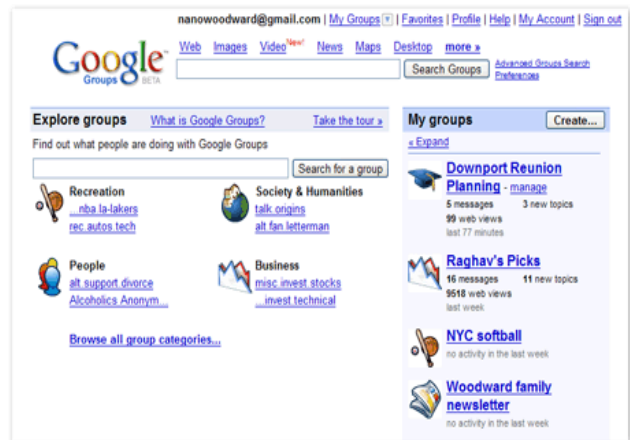 nanowoodward@gmail.com | My Groups | Favorites | Profile | Help | My Account | Sign out
Google
Groups BETA
Web Images Video New! News Maps Desktop more »
Search Groups
Advanced Groups Search
Preferences
Explore groups What is Google Groups? Take the tour »
Find out what people are doing with Google Groups
Search for a group
Recreation
...nba la-lakers
rec.autos.tech
Society & Humanities
talk.origins
alt fan letterman
People
alt.support.divorce
Alcoholics Anonym...
Business
misc.invest stocks
...invest technical
Browse all group categories...
My groups Create...
« Expand
Downport Reunion
Planning - manage
5 messages 3 new topics
99 web views
last 77 minutes
Raghav's Picks
16 messages 11 new topics
9518 web views
last week
NYC softball
no activity in the last week
Woodward family
newsletter
no activity in the last week